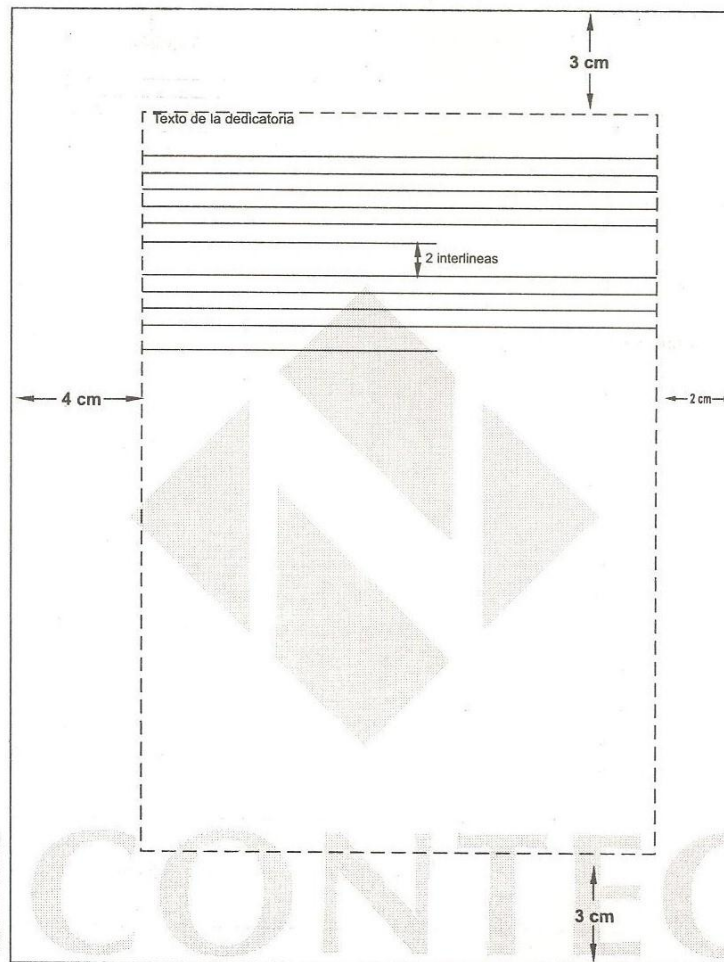 3 cm
Texto de la dedicatoria
2 interlineas
4 cm
2 cm
3 cm
CONTEC